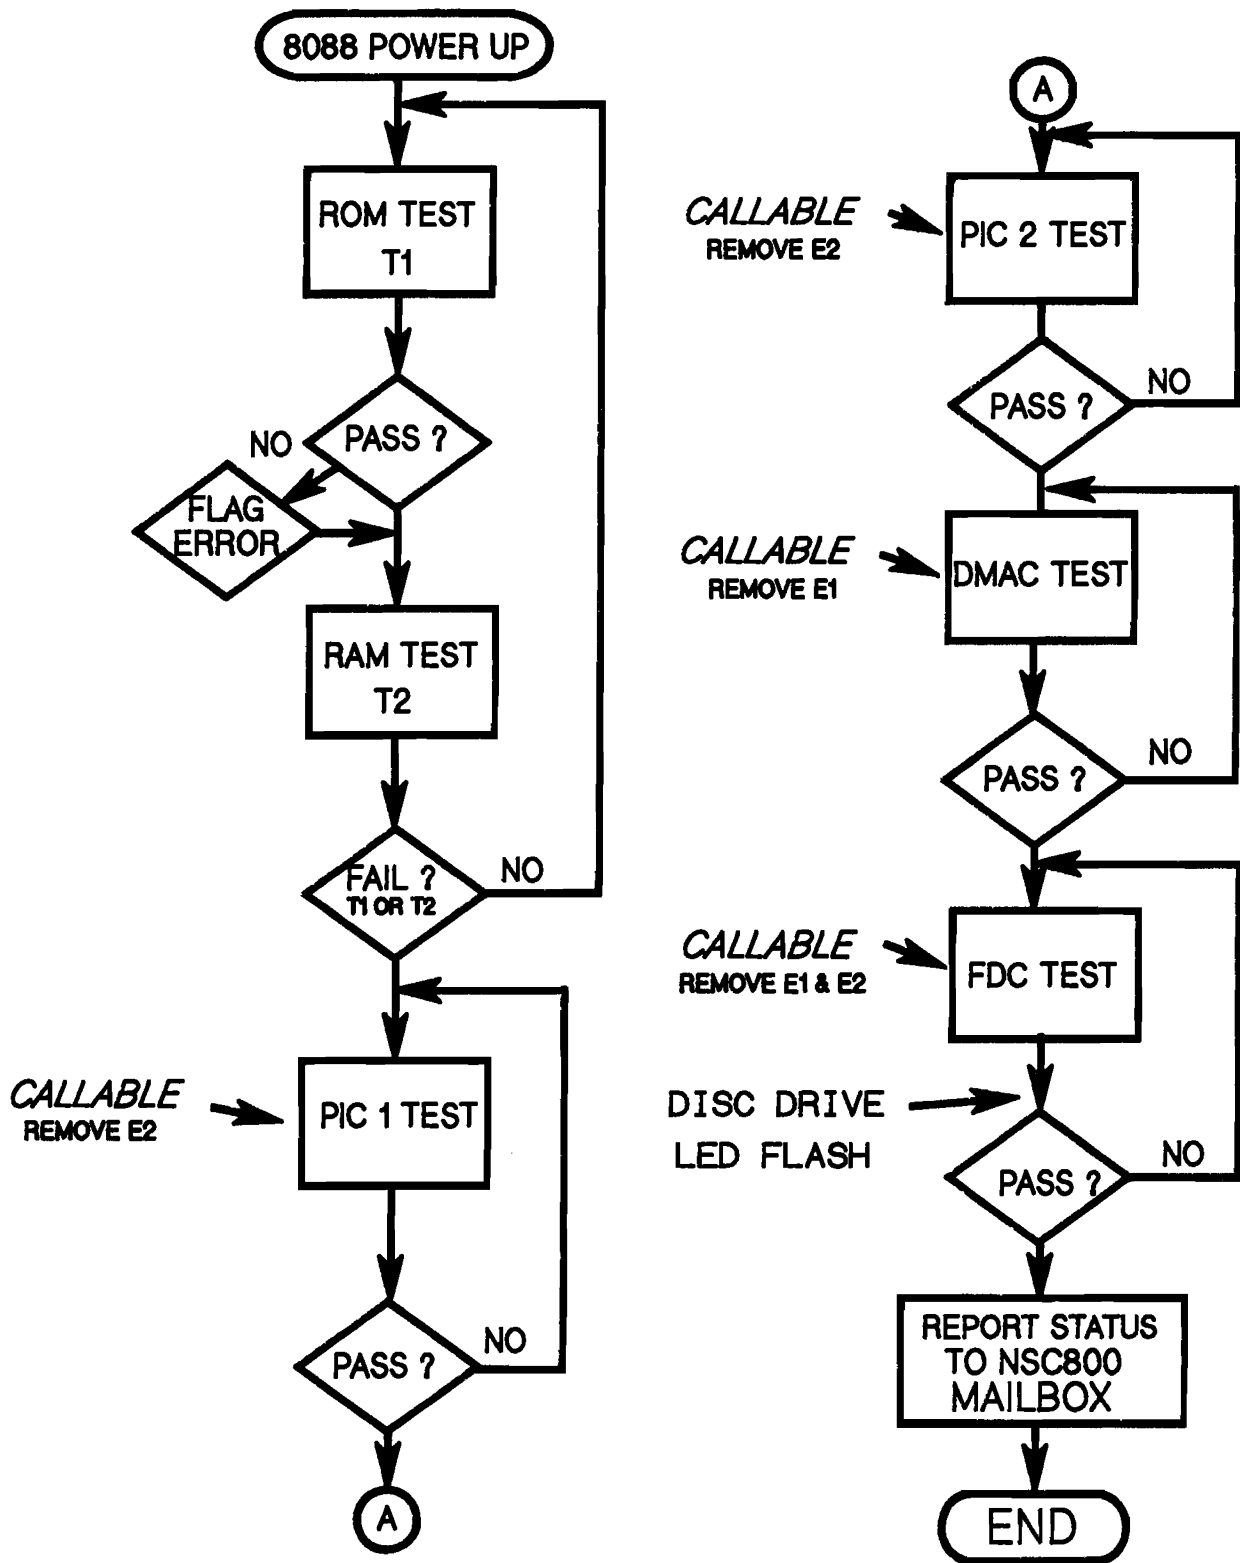 8088 POWER UP
ROM TEST
T1
PASS ?
NO
FLAG
ERROR
RAM TEST
T2
FAIL ?
T1 OR T2
NO
CALLABLE
REMOVE E2
PIC 1 TEST
PASS ?
NO
A
A
CALLABLE
REMOVE E2
PIC 2 TEST
PASS ?
NO
CALLABLE
REMOVE E1
DMAC TEST
PASS ?
NO
CALLABLE
REMOVE E1 & E2
FDC TEST
DISC DRIVE
LED FLASH
PASS ?
NO
REPORT STATUS
TO NSC800
MAILBOX
END